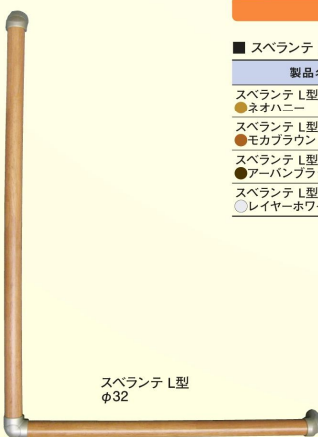 ■ スベランテ
製品
スベランテ L型
●ネオハニー
スベランテ L型
●モカブラウン
スベランテ L型
●アーバンブラ
スベランテ L型
○レイヤーホワ
スベランテ L型
φ32